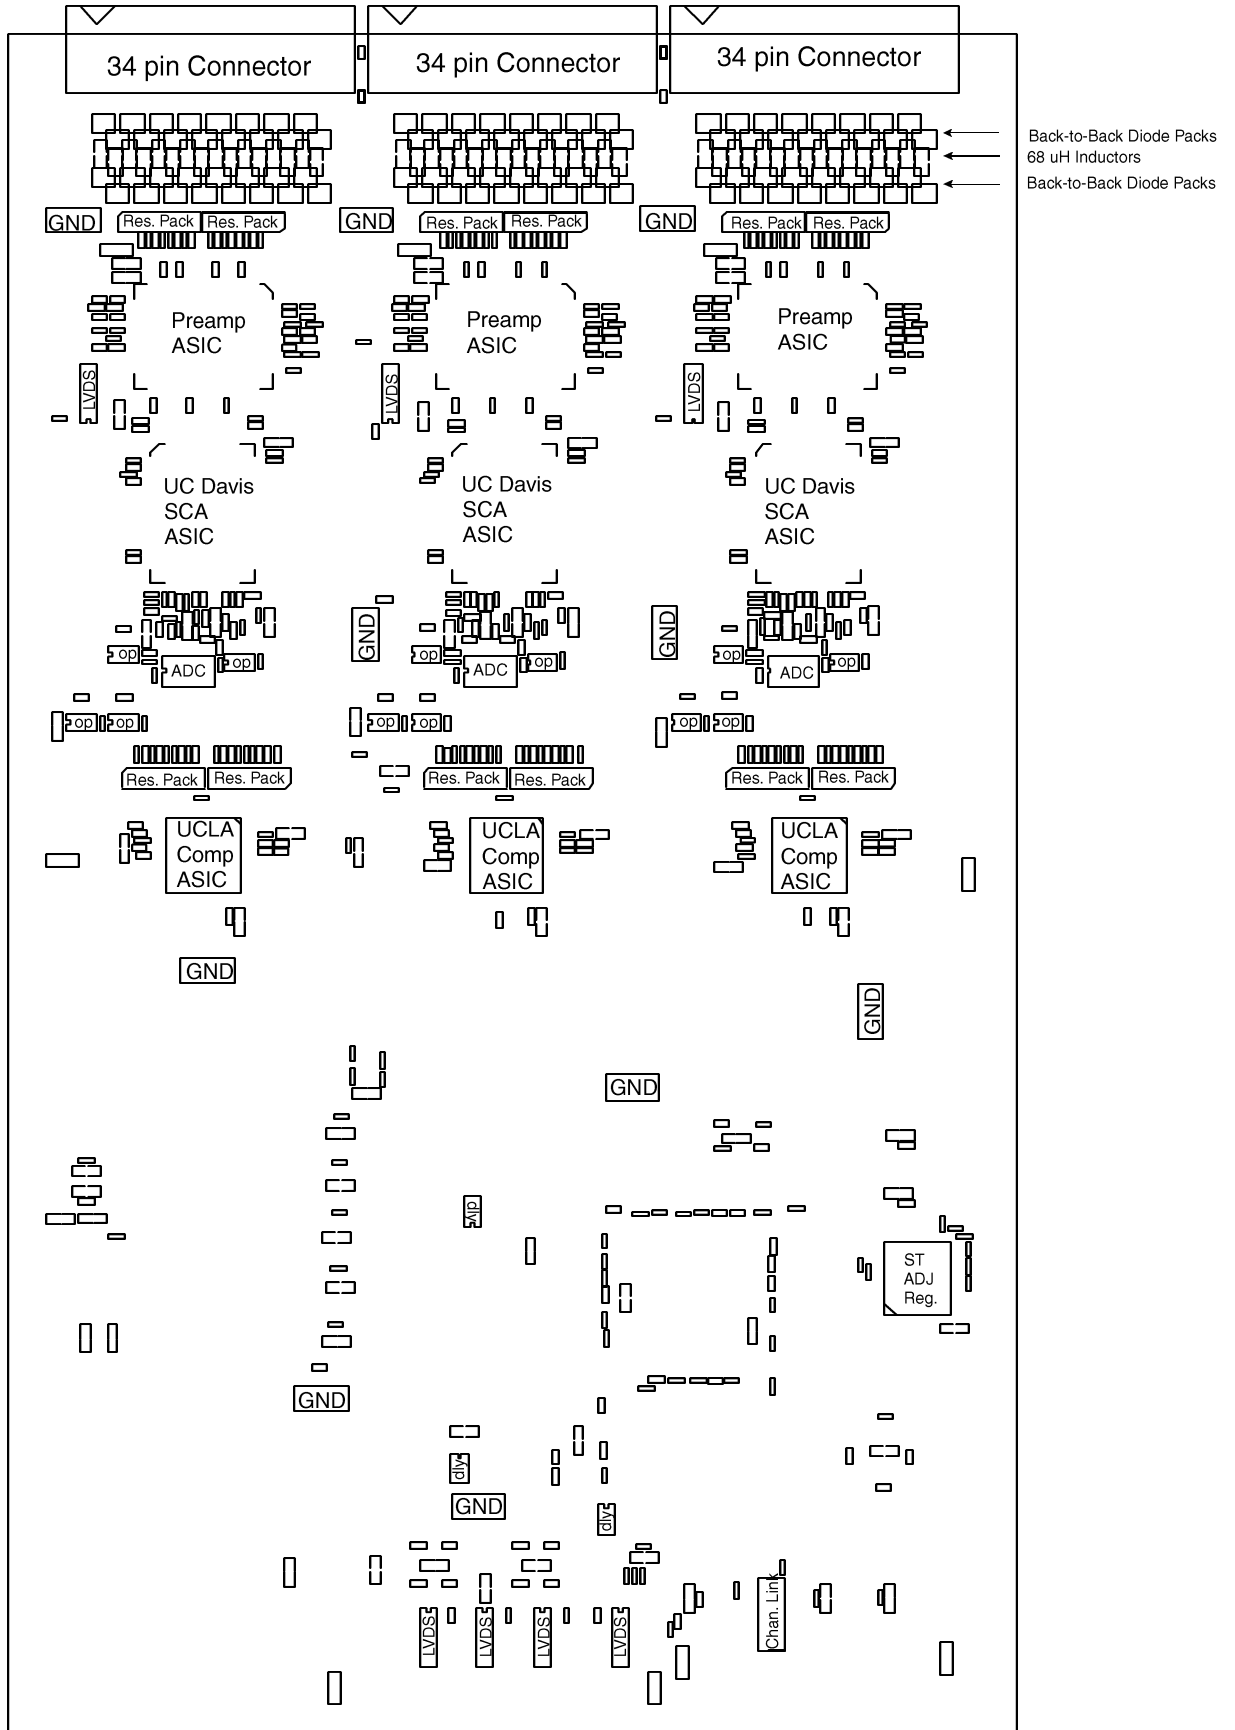 34 pin Connector
34 pin Connector
34 pin Connector
Back-to-Back Diode Packs
68 uH Inductors
Back-to-Back Diode Packs
GND
Res. Pack
Res. Pack
GND
Res. Pack
Res. Pack
GND
Res. Pack
Res. Pack
Preamp
ASIC
Preamp
ASIC
Preamp
ASIC
LVDS
LVDS
LVDS
UC Davis
SCA
ASIC
UC Davis
SCA
ASIC
UC Davis
SCA
ASIC
GND
GND
op
ADC
op
op
ADC
op
op
ADC
op
op
op
op
op
op
op
Res. Pack
Res. Pack
Res. Pack
Res. Pack
Res. Pack
Res. Pack
UCLA
Comp
ASIC
UCLA
Comp
ASIC
UCLA
Comp
ASIC
GND
GND
GND
dly
ST
ADJ
Reg.
GND
dly
GND
dly
LVDS
LVDS
LVDS
LVDS
Chan. Link